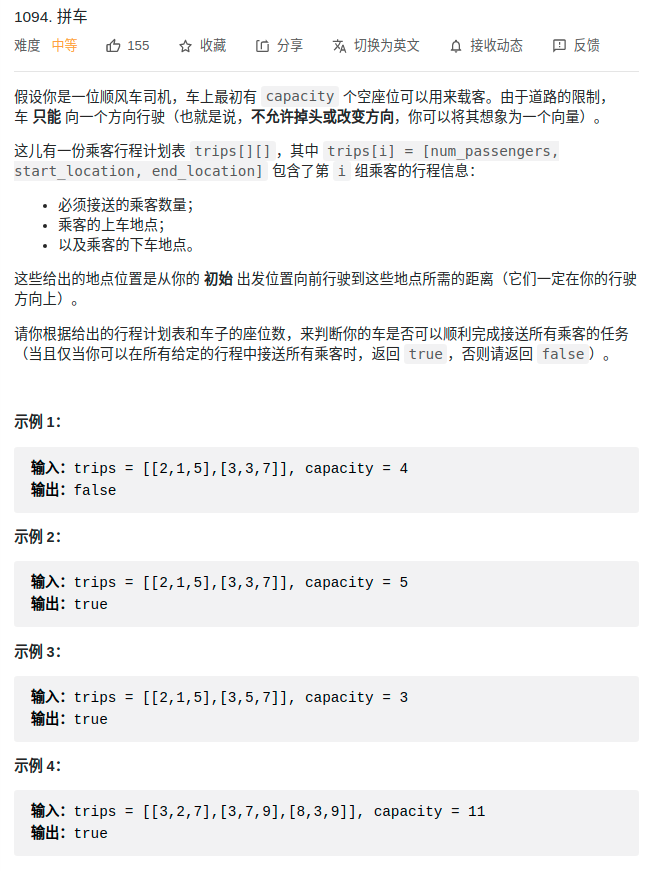 1094. 拼车
难度 中等 155 收藏 分享 切换为英文 接收动态 反馈
假设你是一位顺风车司机，车上最初有 capacity 个空座位可以用来载客。由于道路的限制，
车 只能 向一个方向行驶（也就是说，不允许掉头或改变方向，你可以将其想象为一个向量）。
这儿有一份乘客行程计划表 trips[][]，其中 trips[i] = [num_passengers,
start_location, end_location] 包含了第 i 组乘客的行程信息：
• 必须接送的乘客数量；
• 乘客的上车地点；
• 以及乘客的下车地点。
这些给出的地点位置是从你的 初始 出发位置向前行驶到这些地点所需的距离（它们一定在你的行驶
方向上）。
请你根据给出的行程计划表和车子的座位数，来判断你的车是否可以顺利完成接送所有乘客的任务
（当且仅当你可以在所有给定的行程中接送所有乘客时，返回 true，否则请返回 false）。
示例 1：
输入：trips = [[2,1,5],[3,3,7]], capacity = 4
输出：false
示例 2：
输入：trips = [[2,1,5],[3,3,7]], capacity = 5
输出：true
示例 3：
输入：trips = [[2,1,5],[3,5,7]], capacity = 3
输出：true
示例 4：
输入：trips = [[3,2,7],[3,7,9],[8,3,9]], capacity = 11
输出：true